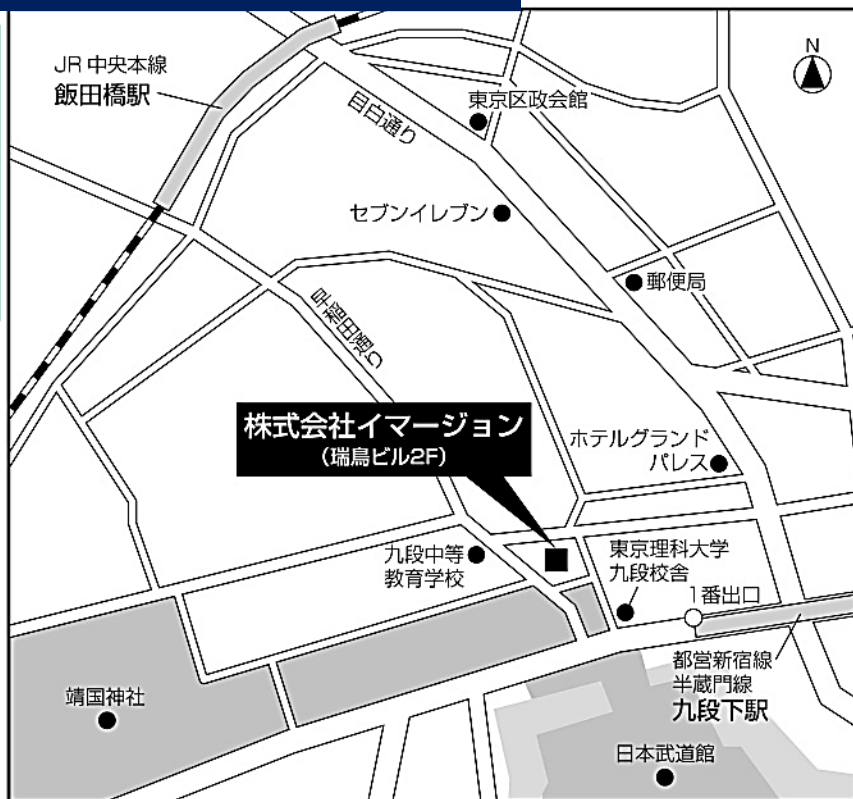 JR 中央本線
飯田橋駅
N
目白通り
東京区政会館
セブンイレブン
郵便局
早稲田通り
株式会社イマージョン
(瑞鳥ビル2F)
ホテルグランド
パレス
九段中等
教育学校
東京理科大学
九段校舎
1番出口
都営新宿線
半蔵門線
九段下駅
靖国神社
日本武道館